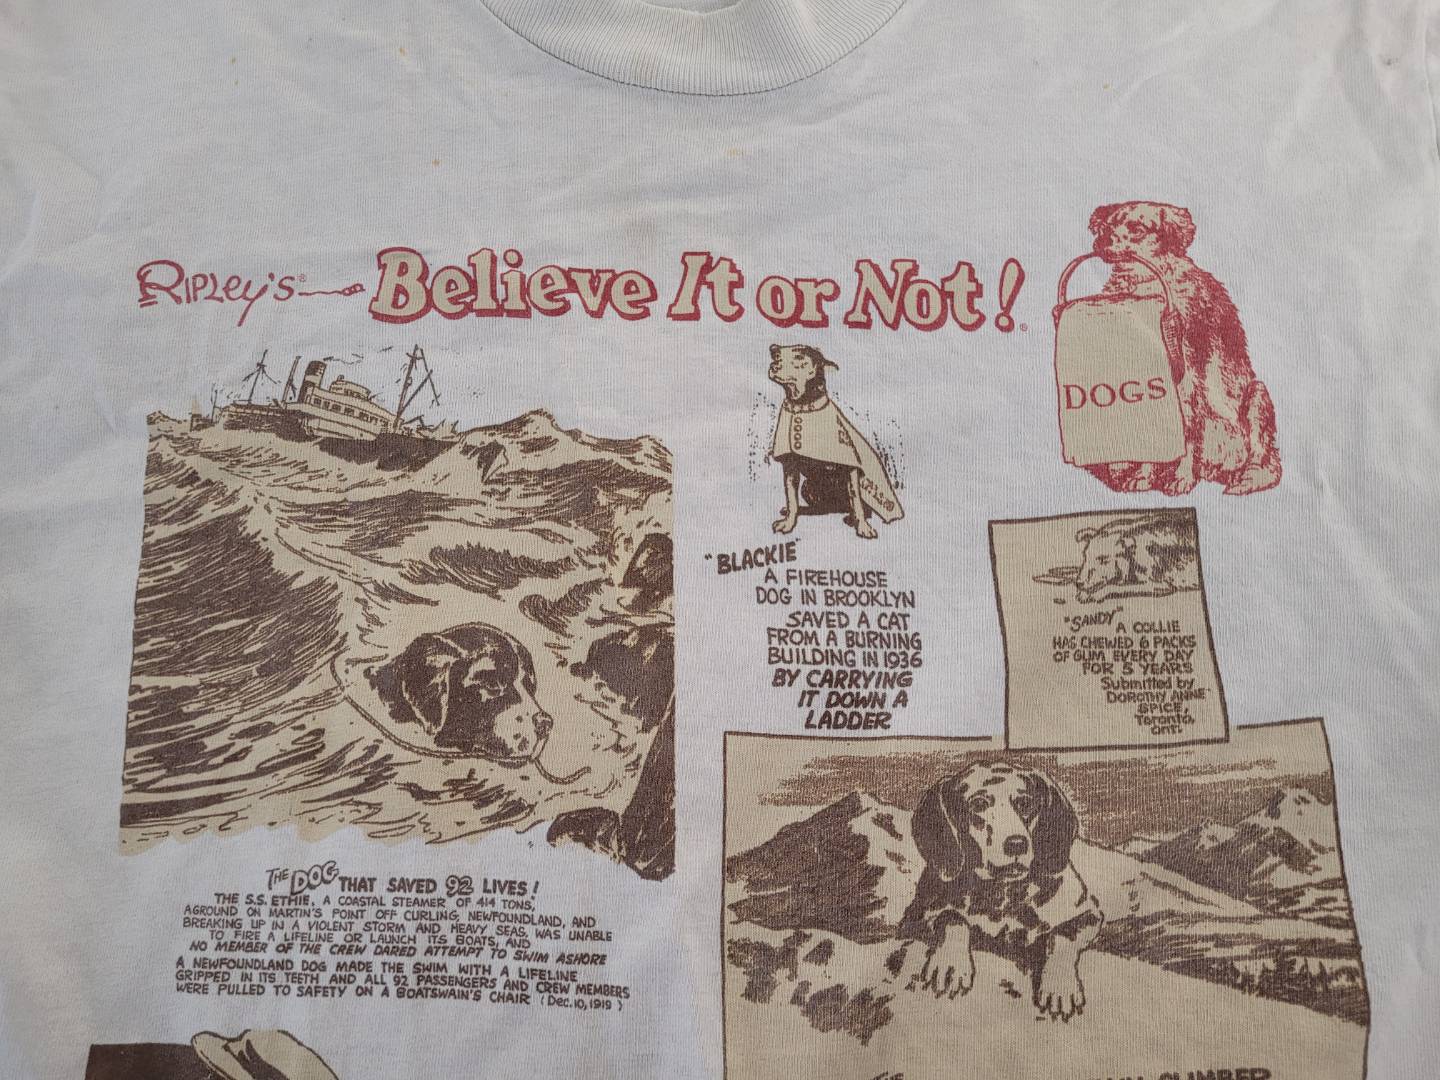 Ripley's® Believe It or Not!®
DOGS
"BLACKIE"
A FIREHOUSE
DOG IN BROOKLYN
SAVED A CAT
FROM A BURNING
BUILDING IN 1936
BY CARRYING
IT DOWN A
LADDER
"SANDY" A COLLIE
HAS CHEWED 6 PACKS
OF GUM EVERY DAY
FOR 5 YEARS
Submitted by
DOROTHY ANNE
SPICE,
Toronto,
Ont.
THE DOG THAT SAVED 92 LIVES!
THE S.S. ETHIE, A COASTAL STEAMER OF 414 TONS,
AGROUND ON MARTIN'S POINT OFF CURLING, NEWFOUNDLAND, AND
BREAKING UP IN A VIOLENT STORM AND HEAVY SEAS, WAS UNABLE
TO FIRE A LIFELINE OR LAUNCH ITS BOATS, AND
NO MEMBER OF THE CREW DARED ATTEMPT TO SWIM ASHORE
A NEWFOUNDLAND DOG MADE THE SWIM WITH A LIFELINE
GRIPPED IN ITS TEETH AND ALL 92 PASSENGERS AND CREW MEMBERS
WERE PULLED TO SAFETY ON A BOATSWAIN'S CHAIR (Dec. 10, 1919)
THE CLIMBER